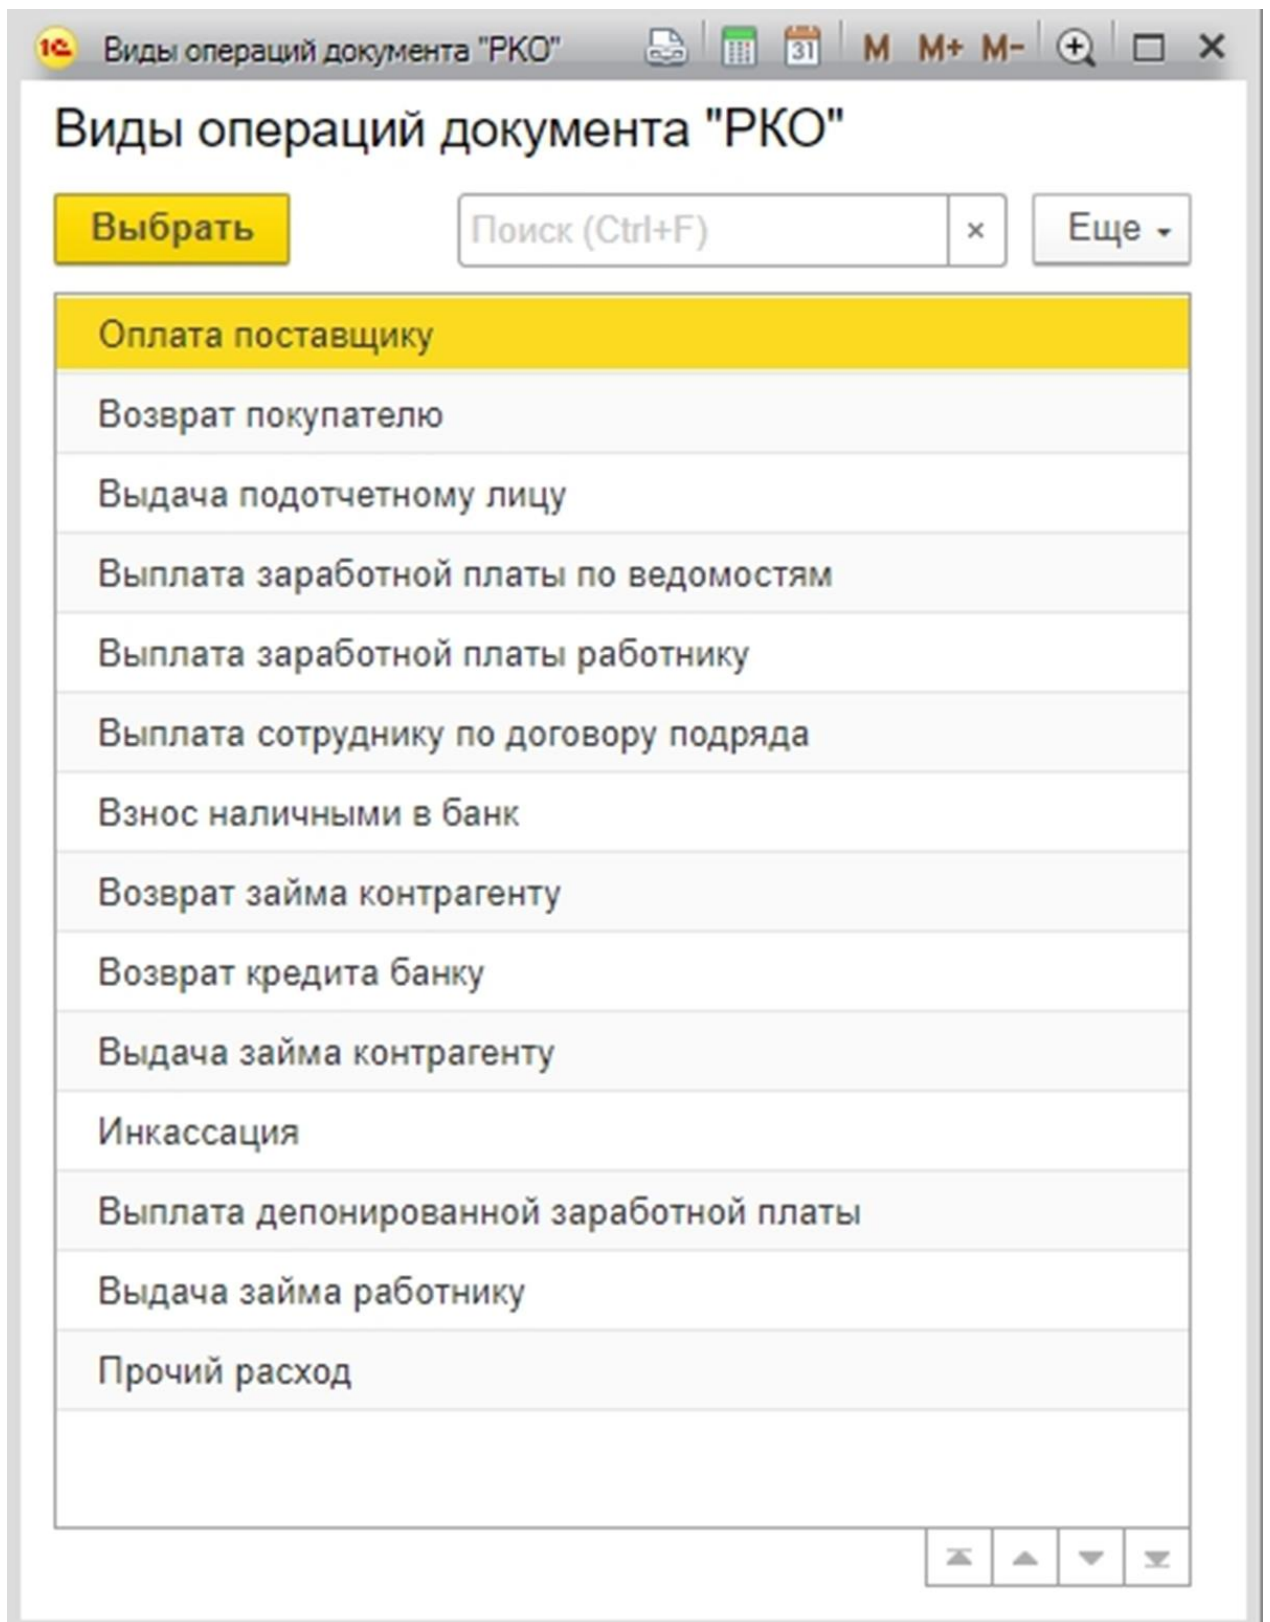 1С Виды операций документа "РКО" 31 M M+ M-
Виды операций документа "РКО"
Выбрать Поиск (Ctrl+F) × Еще
Оплата поставщику
Возврат покупателю
Выдача подотчетному лицу
Выплата заработной платы по ведомостям
Выплата заработной платы работнику
Выплата сотруднику по договору подряда
Взнос наличными в банк
Возврат займа контрагенту
Возврат кредита банку
Выдача займа контрагенту
Инкассация
Выплата депонированной заработной платы
Выдача займа работнику
Прочий расход